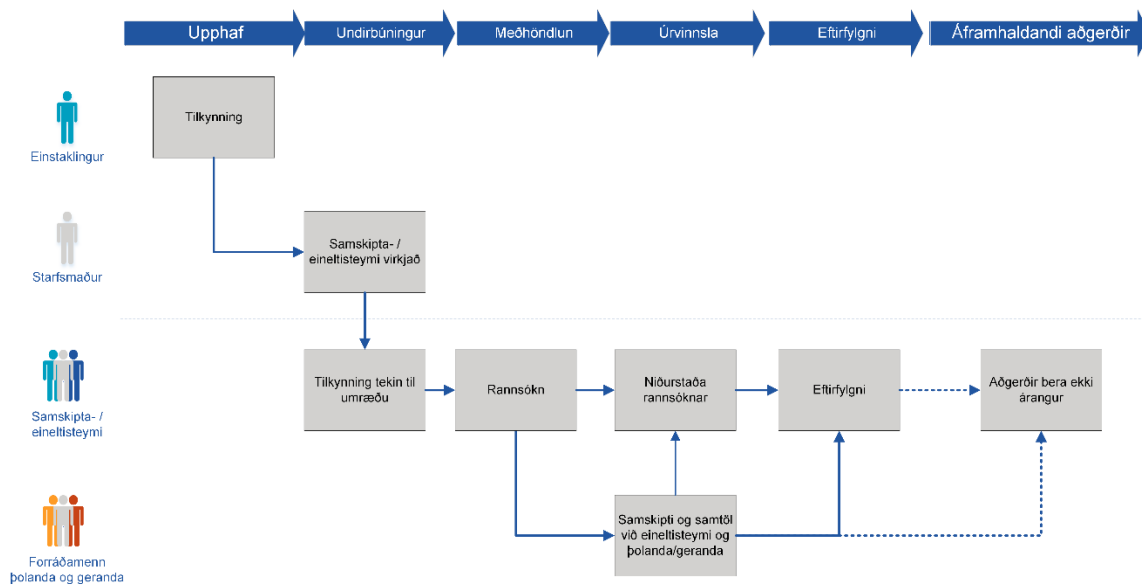 Upphaf
Undirbúningur
Meðhöndlun
Úrvinnsla
Eftirfylgni
Áframhaldandi aðgerðir
Einstaklingur
Tilkynning
Starfsmaður
Samskipta- /
eineltisteymi virkjað
Samskipta- /
eineltisteymi
Tilkynning tekin til
umræðu
Rannsókn
Niðurstaða
rannsóknar
Eftirfylgni
Aðgerðir bera ekki
árangur
Forráðamenn
þolanda og geranda
Samskipti og samtöl
við eineltisteymi og
þolanda/geranda